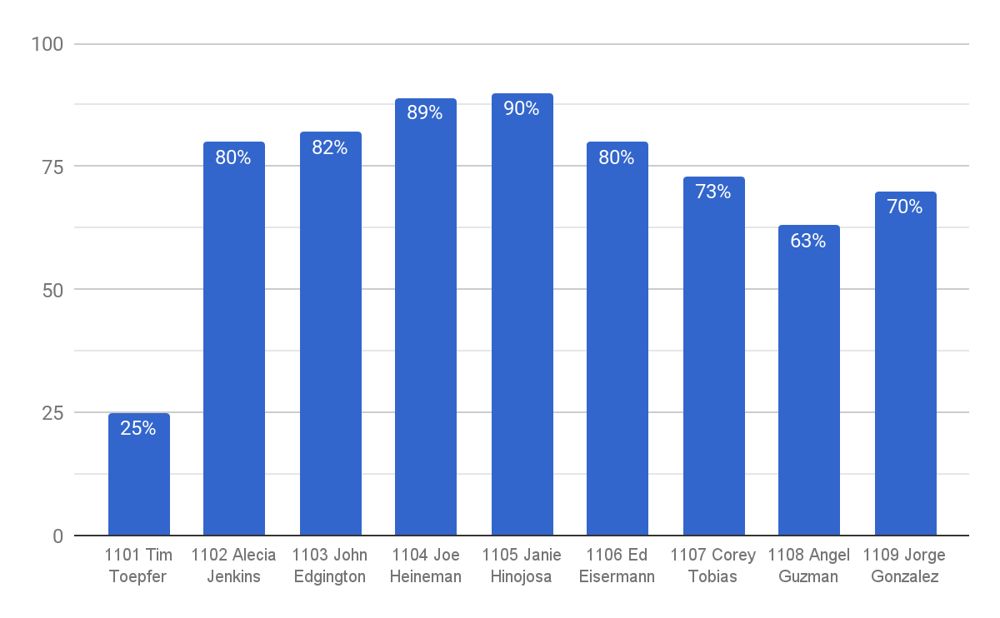 100
75
50
25
0
25%
80%
82%
89%
90%
80%
73%
63%
70%
1101 Tim
Toepfer
1102 Alecia
Jenkins
1103 John
Edgington
1104 Joe
Heineman
1105 Janie
Hinojosa
1106 Ed
Eisermann
1107 Corey
Tobias
1108 Angel
Guzman
1109 Jorge
Gonzalez